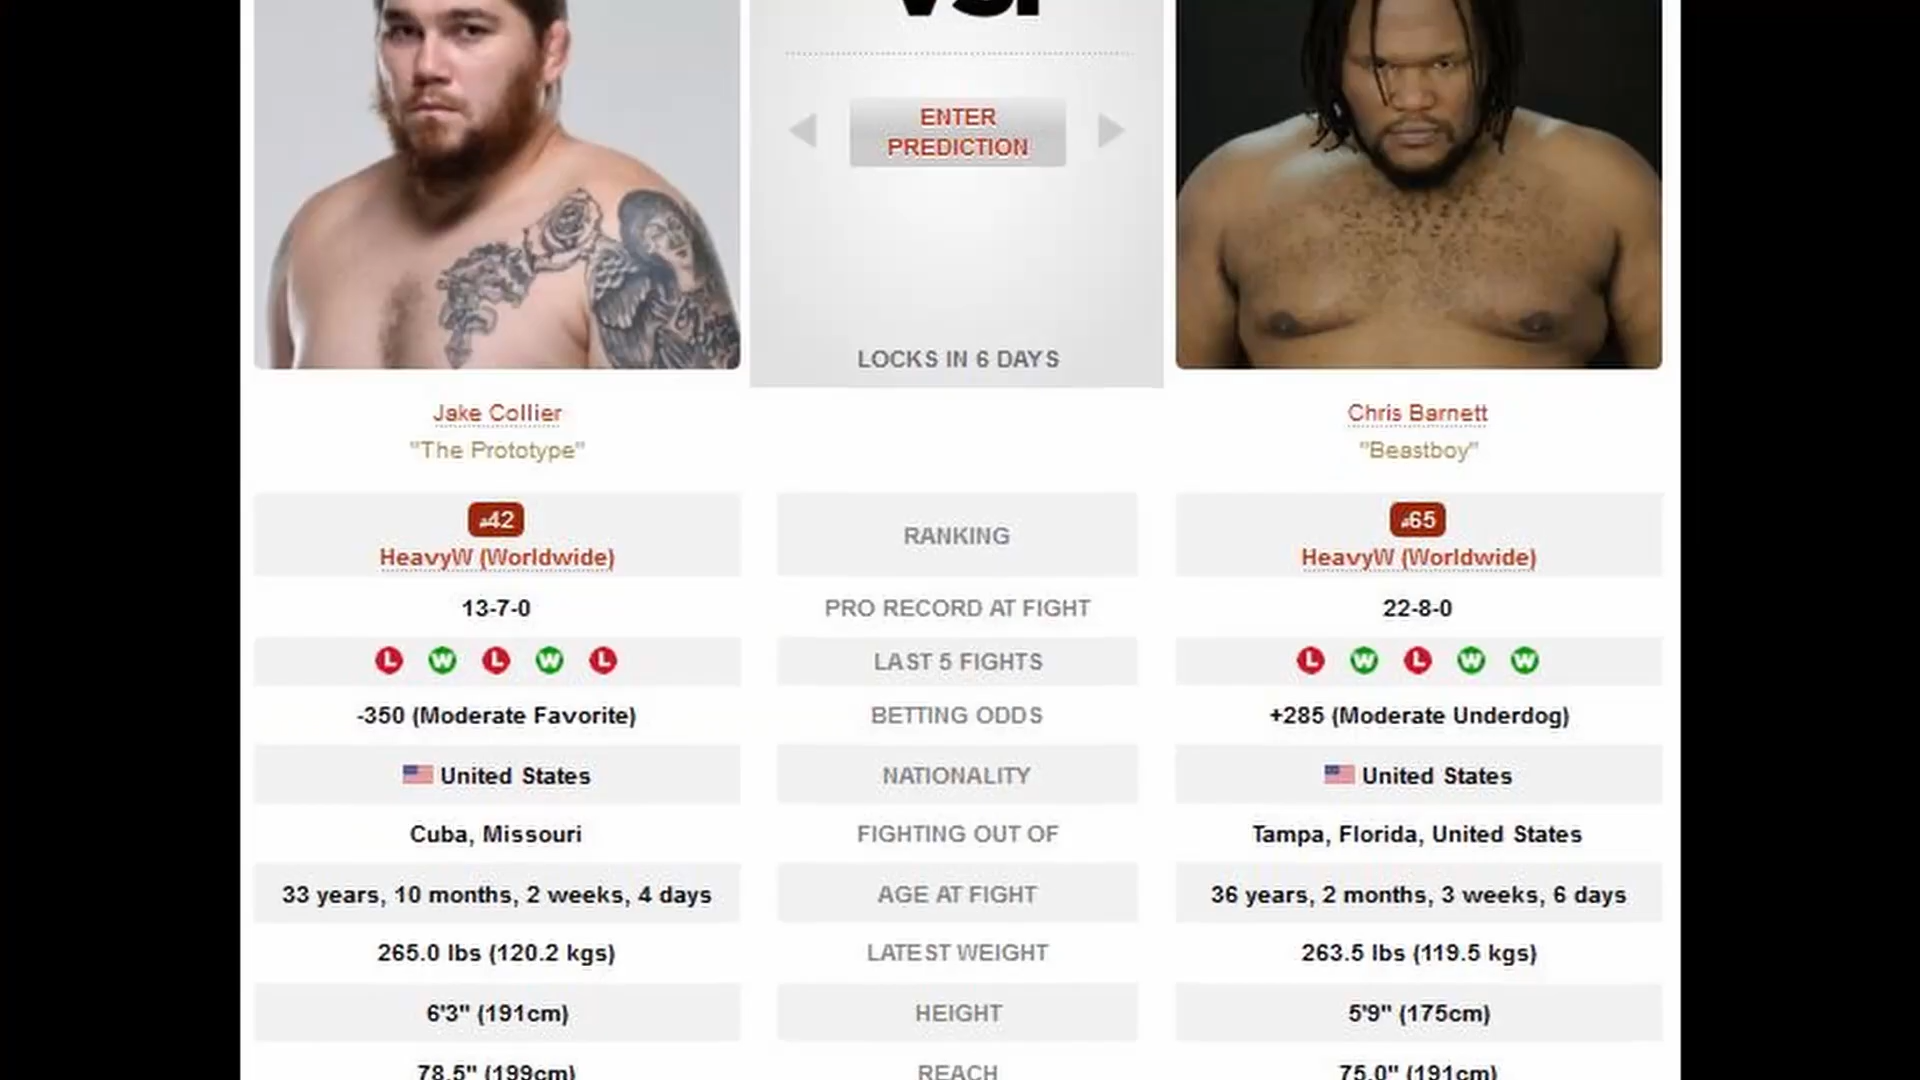 VS.
ENTER
PREDICTION
LOCKS IN 6 DAYS
Jake Collier
Chris Barnett
"The Prototype"
"Beastboy"
42
RANKING
65
HeavyW (Worldwide)
HeavyW (Worldwide)
13-7-0
PRO RECORD AT FIGHT
22-8-0
L W L W L
LAST 5 FIGHTS
L W L W W
-350 (Moderate Favorite)
BETTING ODDS
+285 (Moderate Underdog)
United States
NATIONALITY
United States
Cuba, Missouri
FIGHTING OUT OF
Tampa, Florida, United States
33 years, 10 months, 2 weeks, 4 days
AGE AT FIGHT
36 years, 2 months, 3 weeks, 6 days
265.0 lbs (120.2 kgs)
LATEST WEIGHT
263.5 lbs (119.5 kgs)
6'3" (191cm)
HEIGHT
5'9" (175cm)
78.5" (199cm)
REACH
75.0" (191cm)